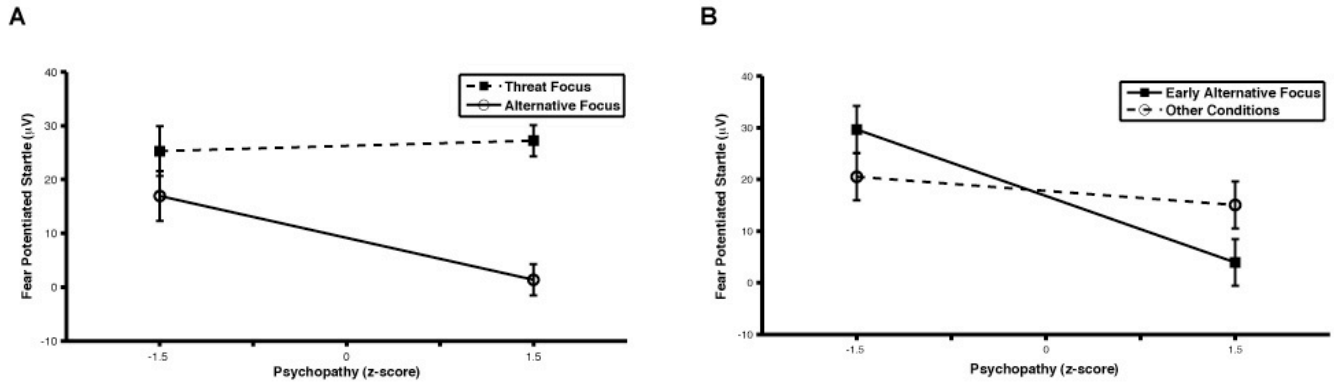 A
Fear Potentiated Startle (µV)
40
30
20
10
0
-10
Threat Focus
Alternative Focus
-1.5
0
1.5
Psychopathy (z-score)
B
Fear Potentiated Startle (µV)
40
30
20
10
0
-10
Early Alternative Focus
Other Conditions
-1.5
0
1.5
Psychopathy (z-score)